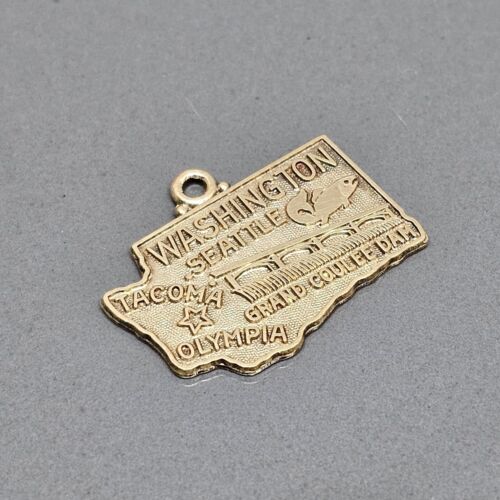 WASHINGTON
SEATTLE
TACOMA
GRAND COULEE DAM
OLYMPIA